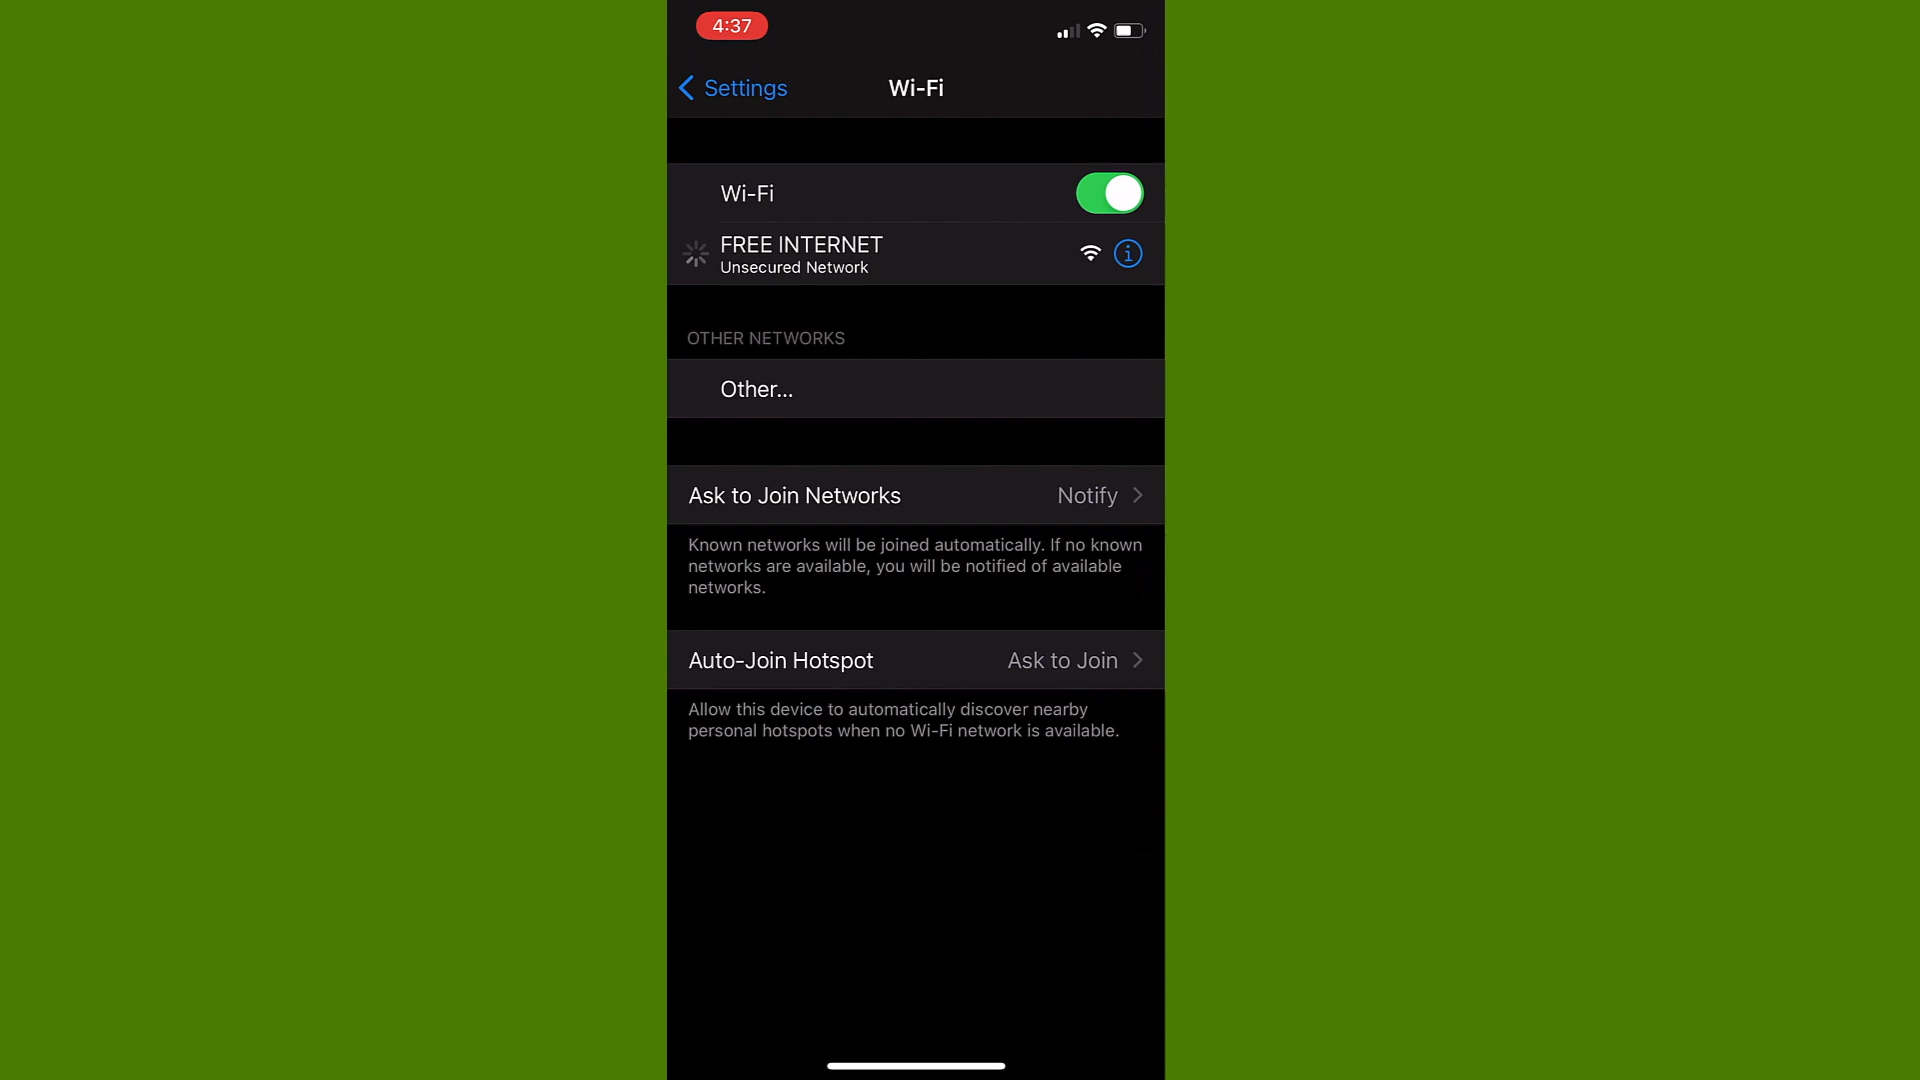 4:37
Settings
Wi-Fi
Wi-Fi
FREE INTERNET
Unsecured Network
OTHER NETWORKS
Other...
Ask to Join Networks
Notify
Known networks will be joined automatically. If no known
networks are available, you will be notified of available
networks.
Auto-Join Hotspot
Ask to Join
Allow this device to automatically discover nearby
personal hotspots when no Wi-Fi network is available.